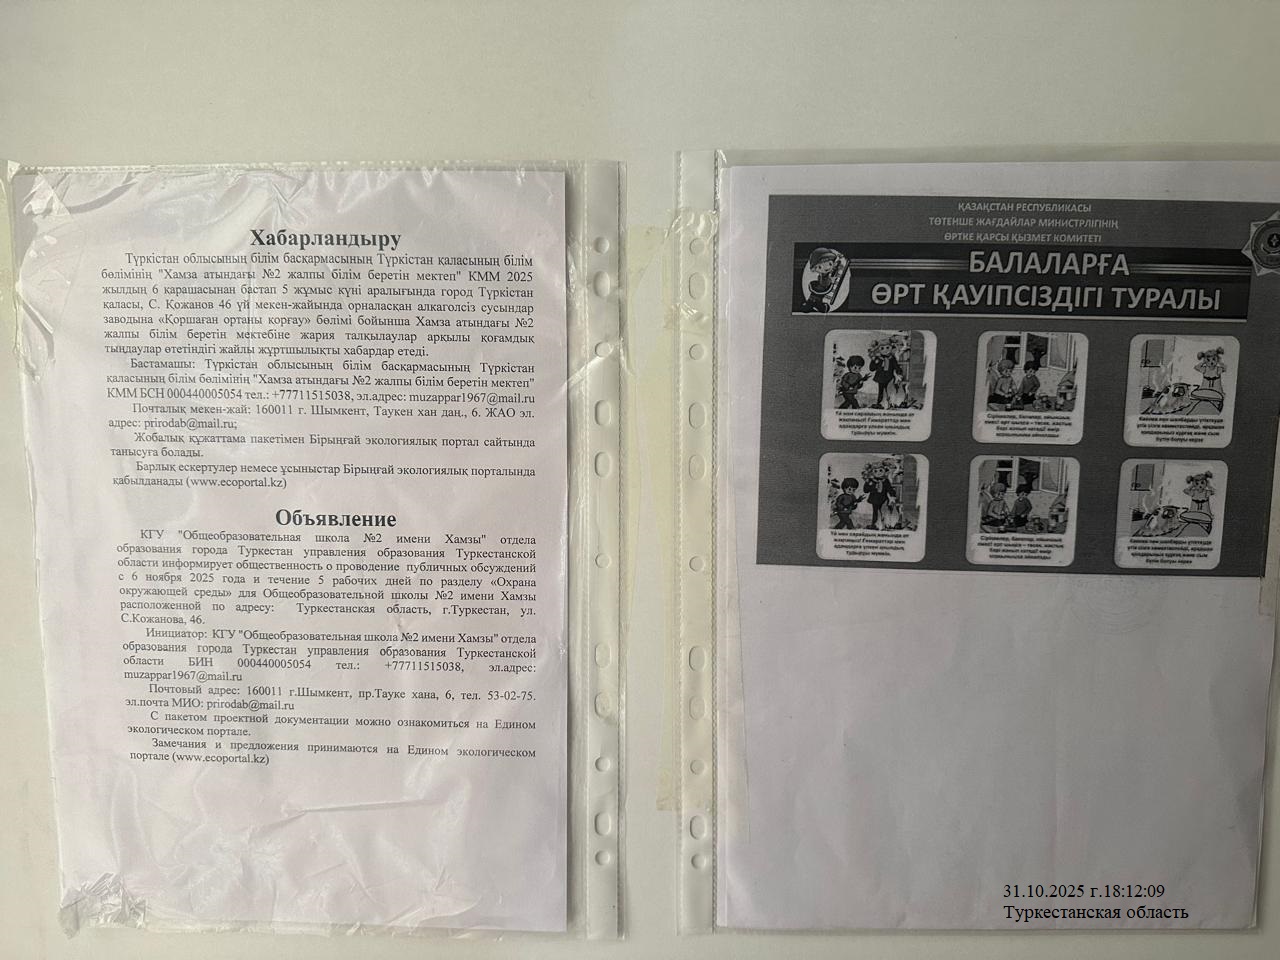 Хабарландыру
Түркістан облысының білім басқармасының Түркістан қаласының білім
бөлімінің "Хамза атындағы №2 жалпы білім беретін мектеп" КММ 2025
жылдың 6 қарашасынан бастап 5 жұмыс күні аралығында город Түркістан
қаласы, С. Кожанов 46 үй мекен-жайында орналасқан алкаголсіз сусындар
заводына «Қоршаған ортаны қорғау» бөлімі бойынша Хамза атындағы №2
жалпы білім беретін мектебіне жария талқылаулар арқылы қоғамдық
тыңдаулар өтетіндігі жайлы жұртшылықты хабардар етеді.
Бастамашы: Түркістан облысының білім басқармасының Түркістан
қаласының білім бөлімінің "Хамза атындағы №2 жалпы білім беретін мектеп"
КММ БСН 000440005054 тел.: +77711515038, эл.адрес: muzappar1967@mail.ru
Почталық мекен-жай: 160011 г. Шымкент, Таукен хан даң., 6. ЖАО эл.
адрес: prirodab@mail.ru;
Жобалық құжаттама пакетімен Бірыңғай экологиялық портал сайтында
танысуға болады.
Барлық ескертулер немесе ұсыныстар Бірыңғай экологиялық порталында
қабылданады (www.ecoportal.kz)
Объявление
КГУ "Общеобразовательная школа №2 имени Хамзы" отдела
образования города Туркестан управления образования Туркестанской
области информирует общественность о проводение публичных обсуждений
с 6 ноября 2025 года и течение 5 рабочих дней по разделу «Охрана
окружающей среды» для Общеобразовательной школы №2 имени Хамзы
расположенной по адресу: Туркестанская область, г.Туркестан, ул.
С.Кожанова, 46.
Инициатор: КГУ "Общеобразовательная школа №2 имени Хамзы" отдела
образования города Туркестан управления образования Туркестанской
области БИН 000440005054 тел.: +77711515038, эл.адрес:
muzappar1967@mail.ru
Почтовый адрес: 160011 г.Шымкент, пр.Тауке хана, 6, тел. 53-02-75.
эл.почта МИО: prirodab@mail.ru
С пакетом проектной документации можно ознакомиться на Едином
экологическом портале.
Замечания и предложения принимаются на Едином экологическом
портале (www.ecoportal.kz)
ҚАЗАҚСТАН РЕСПУБЛИКАСЫ
ТӨТЕНШЕ ЖАҒДАЙЛАР МИНИСТРЛІГІНІҢ
ӨРТКЕ ҚАРСЫ ҚЫЗМЕТ КОМИТЕТІ
БАЛАЛАРҒА
ӨРТ ҚАУІПСІЗДІГІ ТУРАЛЫ
31.10.2025 г.18:12:09
Туркестанская область